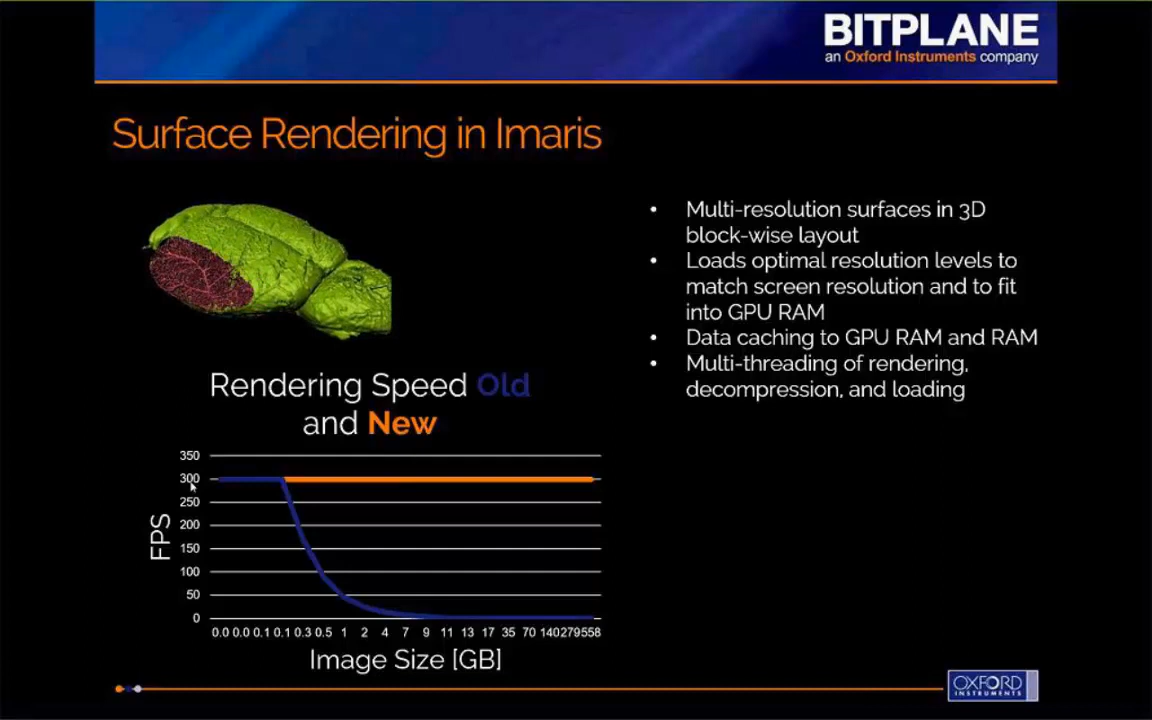 BITPLANE
an Oxford Instruments company
Surface Rendering in Imaris
• Multi-resolution surfaces in 3D
block-wise layout
• Loads optimal resolution levels to
match screen resolution and to fit
into GPU RAM
• Data caching to GPU RAM and RAM
• Multi-threading of rendering,
decompression, and loading
Rendering Speed Old
and New
350
300
250
200
150
100
50
0
FPS
0.0 0.0 0.1 0.1 0.3 0.5 1 2 4 7 9 11 13 17 35 70 140 279 558
Image Size [GB]
OXFORD
INSTRUMENTS